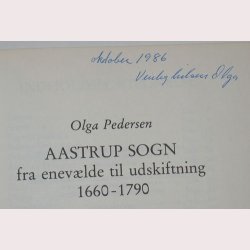 oktober 1986
Venlig hilsen Olga
Olga Pedersen
AASTRUP SOGN
fra enevælde til udskiftning
1660-1790